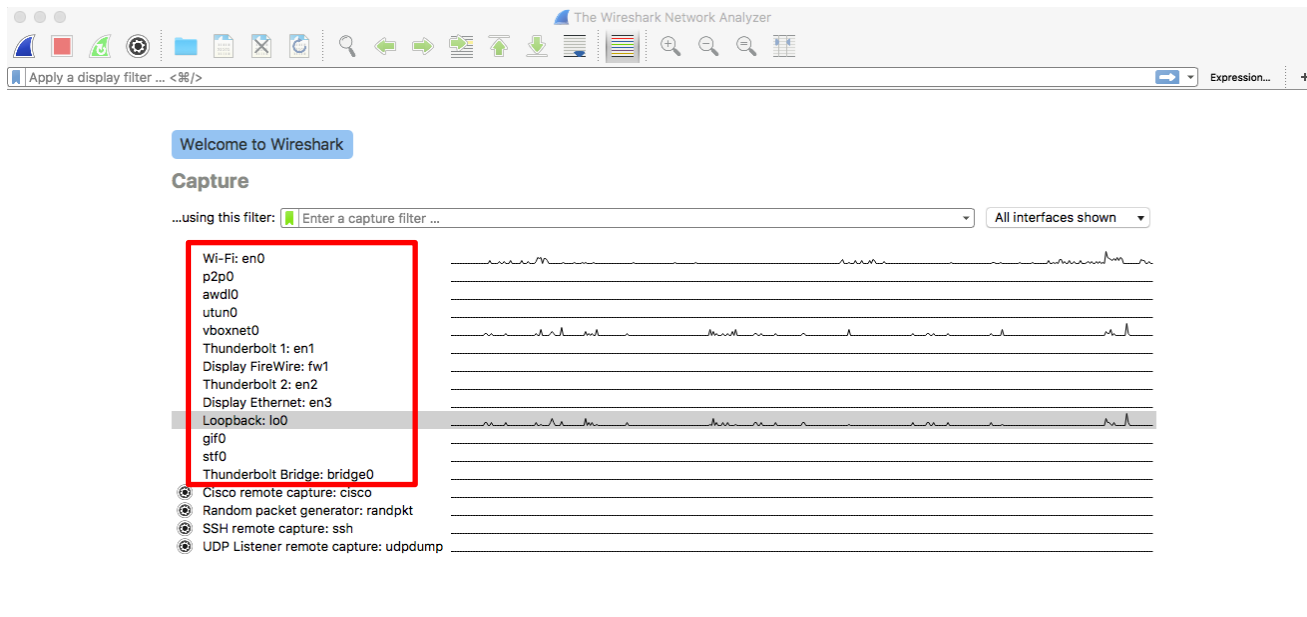 The Wireshark Network Analyzer
Apply a display filter ... <⌘/>
Expression... +
Welcome to Wireshark
Capture
...using this filter: Enter a capture filter ... All interfaces shown
Wi-Fi: en0
p2p0
awdl0
utun0
vboxnet0
Thunderbolt 1: en1
Display FireWire: fw1
Thunderbolt 2: en2
Display Ethernet: en3
Loopback: lo0
gif0
stf0
Thunderbolt Bridge: bridge0
Cisco remote capture: cisco
Random packet generator: randpkt
SSH remote capture: ssh
UDP Listener remote capture: udpdump